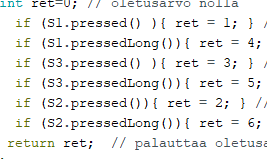 int ret=0; // oletusarvo nolla
if (S1.pressed() ){ ret = 1; } /
if (S1.pressedLong()){ ret = 4;
if (S3.pressed() ){ ret = 3; } /
if (S3.pressedLong()){ ret = 5;
if (S2.pressed()){ ret = 2; } //
if (S2.pressedLong()){ ret = 6;
return ret; // palauttaa oletusa